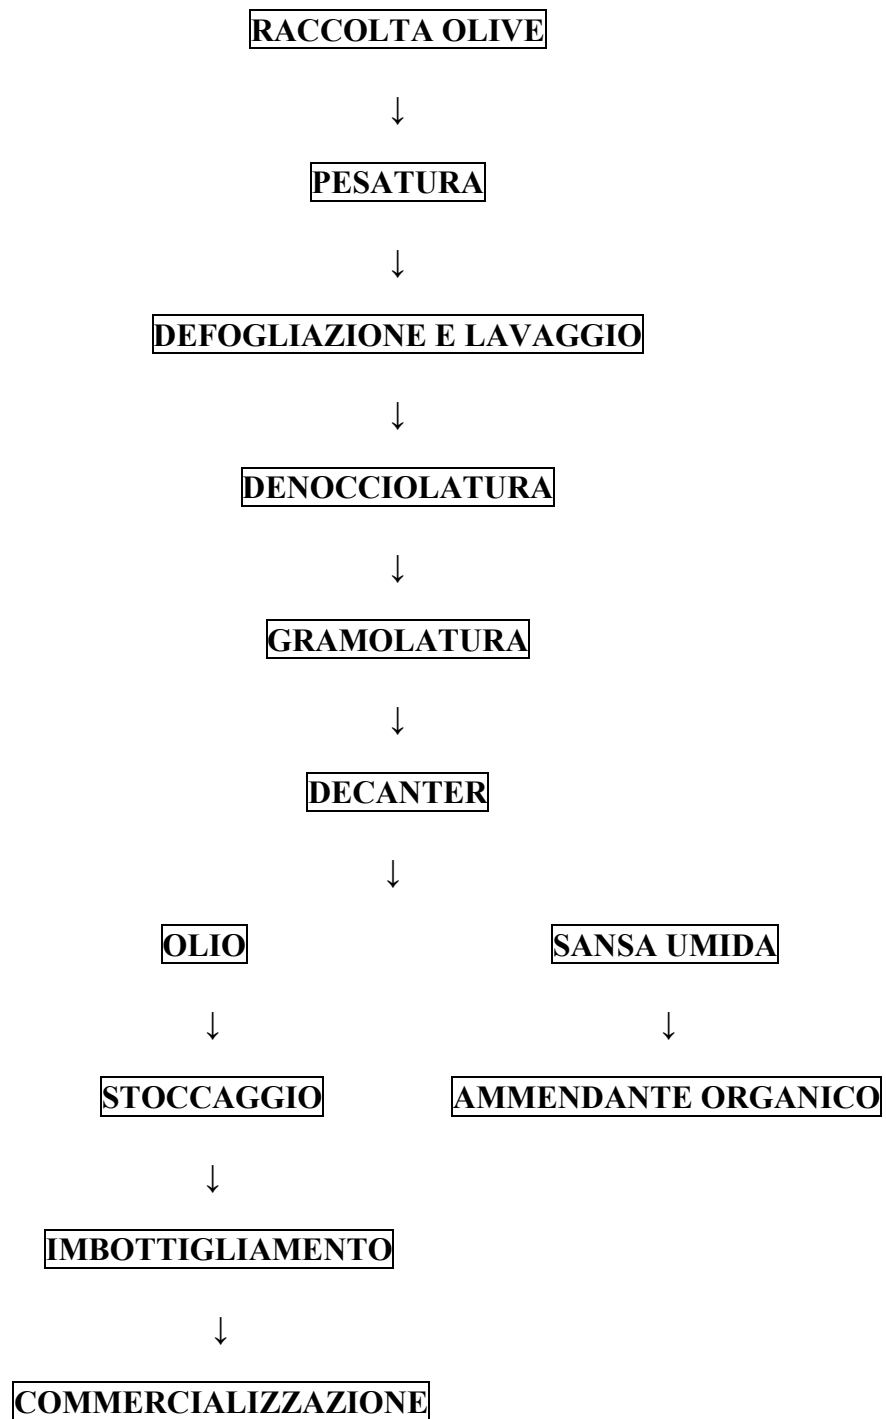 RACCOLTA OLIVE
↓
PESATURA
↓
DEFOGLIAZIONE E LAVAGGIO
↓
DENOCCIOLATURA
↓
GRAMOLATURA
↓
DECANTER
↓
OLIO SANSA UMIDA
↓ ↓
STOCCAGGIO AMMENDANTE ORGANICO
↓
IMBOTTIGLIAMENTO
↓
COMMERCIALIZZAZIONE